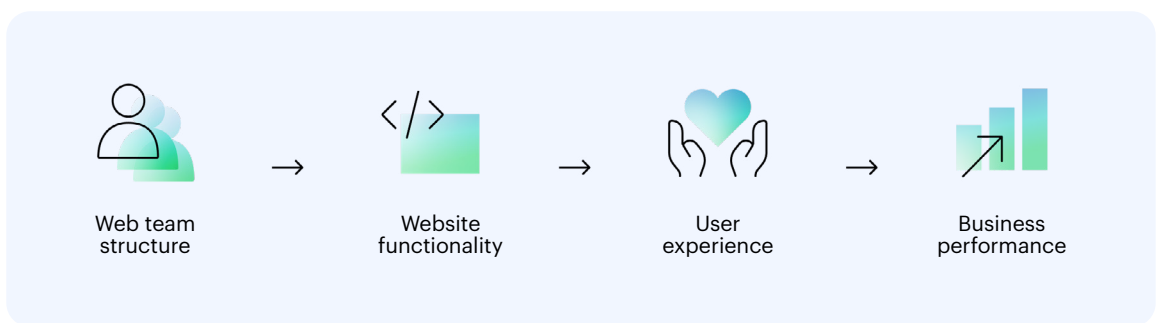 Web team
structure
Website
functionality
User
experience
Business
performance